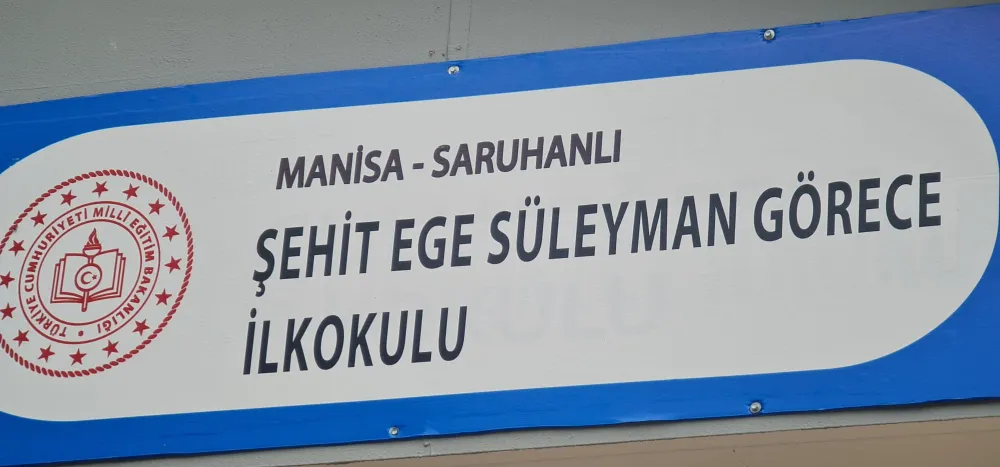 MANİSA - SARUHANLI
ŞEHİT EGE SÜLEYMAN GÖRECE
İLKOKULU
TÜRKİYE CUMHURİYETİ MİLLİ EĞİTİM BAKANLIĞI